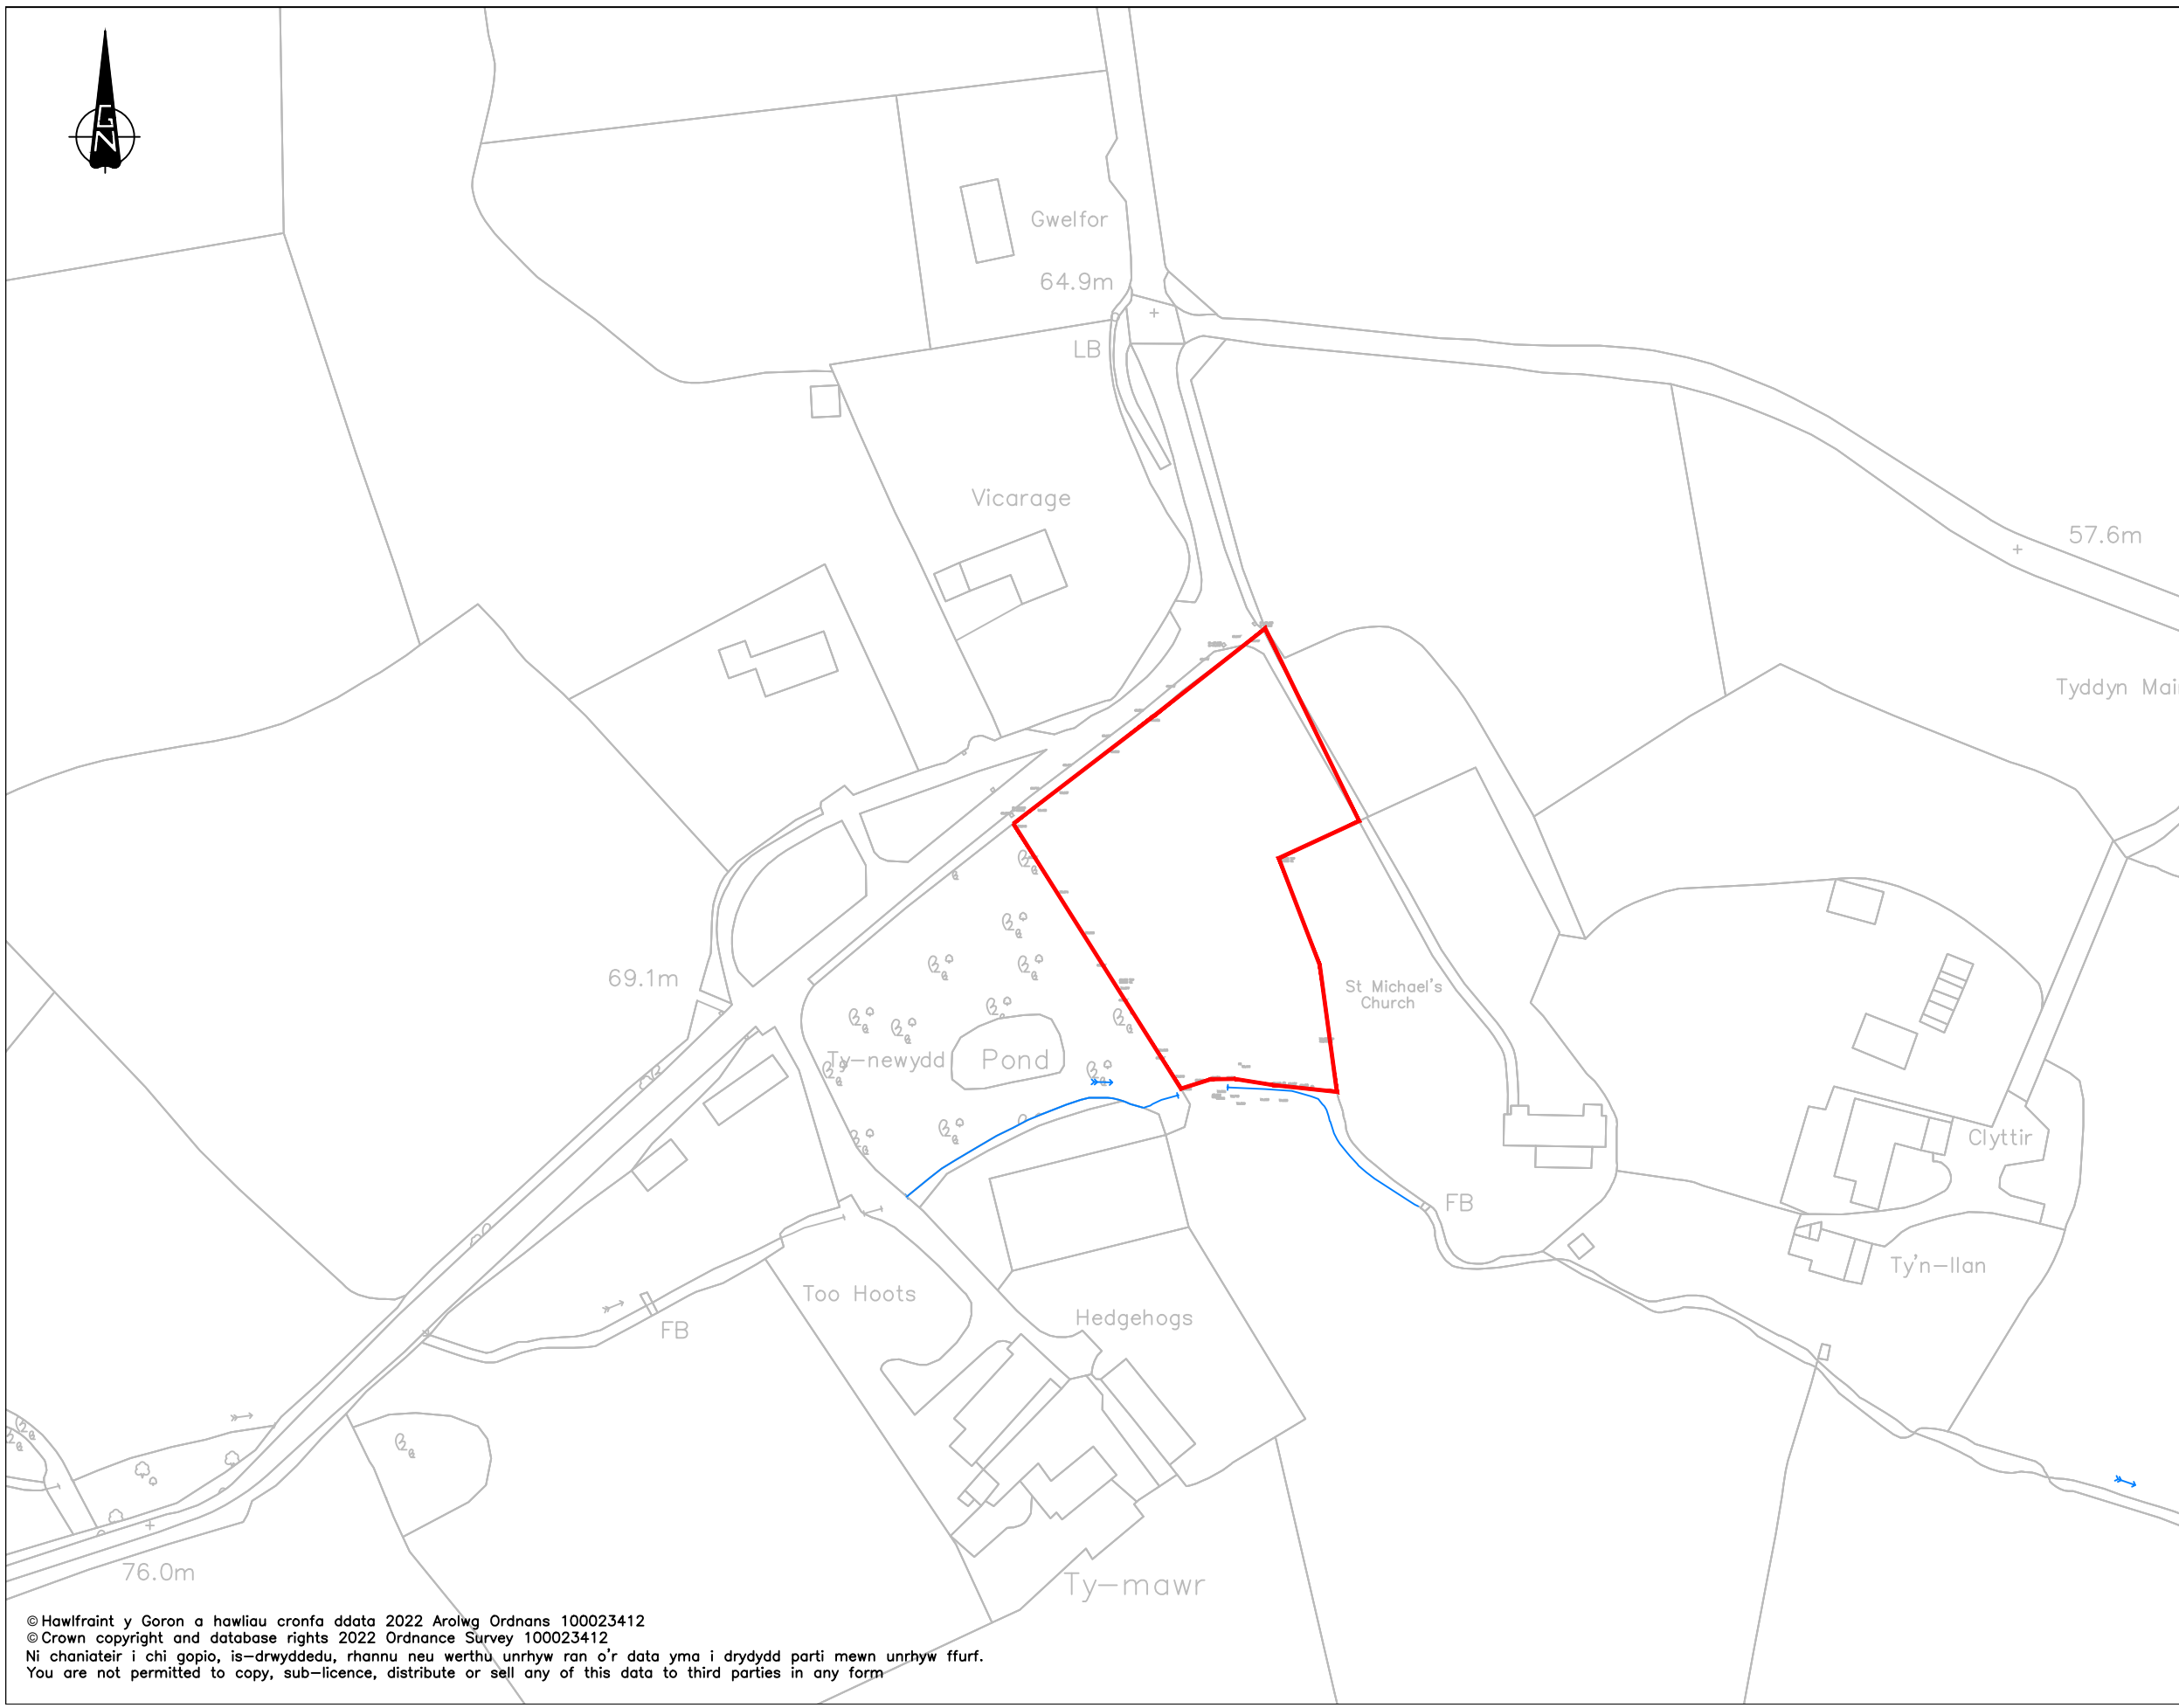 GN
Gwelfor
64.9m
LB
Vicarage
57.6m
Tyddyn Mai
69.1m
St Michael's
Church
Ty-newydd
Pond
Clyttir
FB
Ty'n-llan
Too Hoots
Hedgehogs
FB
76.0m
Ty-mawr
© Hawlfraint y Goron a hawliau cronfa ddata 2022 Arolwg Ordnans 100023412
© Crown copyright and database rights 2022 Ordnance Survey 100023412
Ni chaniateir i chi gopio, is-drwyddedu, rhannu neu werthu unrhyw ran o'r data yma i drydydd parti mewn unrhyw ffurf.
You are not permitted to copy, sub-licence, distribute or sell any of this data to third parties in any form